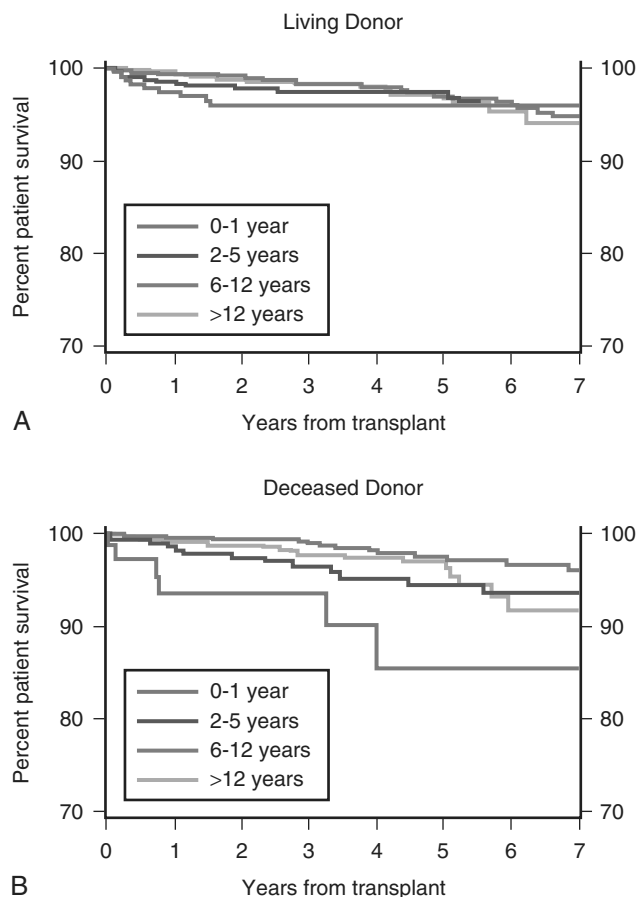 Living Donor
100
90
80
70
100
90
80
70
Percent patient survival
0-1 year
2-5 years
6-12 years
>12 years
0 1 2 3 4 5 6 7
Years from transplant
A
Deceased Donor
100
90
80
70
100
90
80
70
Percent patient survival
0-1 year
2-5 years
6-12 years
>12 years
0 1 2 3 4 5 6 7
Years from transplant
B